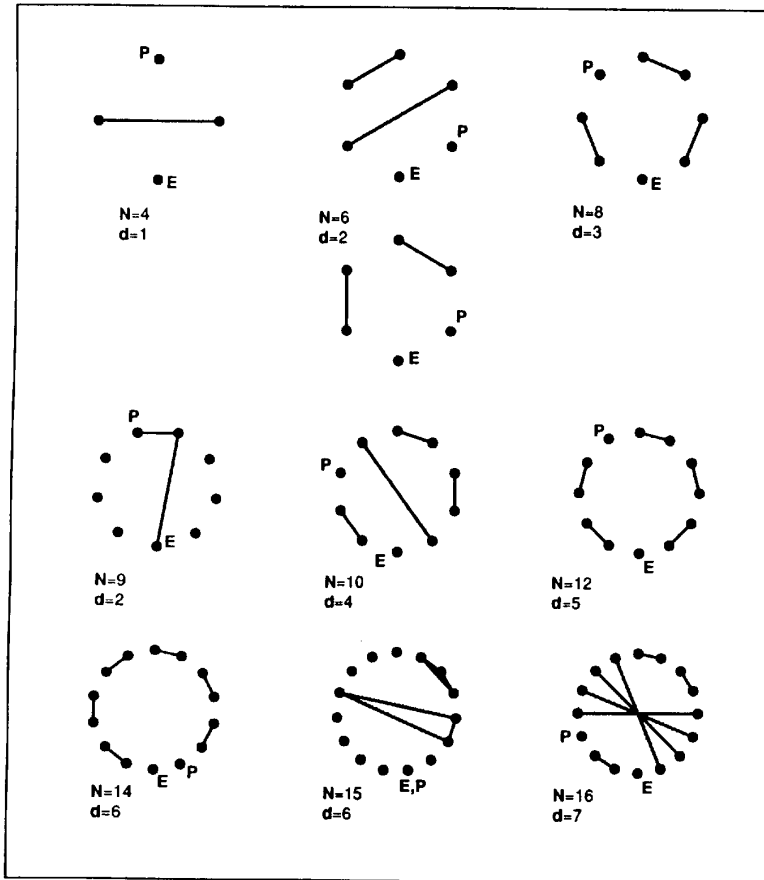 P
E
N=4
d=1
P
E
N=6
d=2
P
E
N=8
d=3
P
E
P
E
N=9
d=2
P
E
N=10
d=4
P
E
N=12
d=5
E
P
N=14
d=6
E,P
N=15
d=6
P
E
N=16
d=7